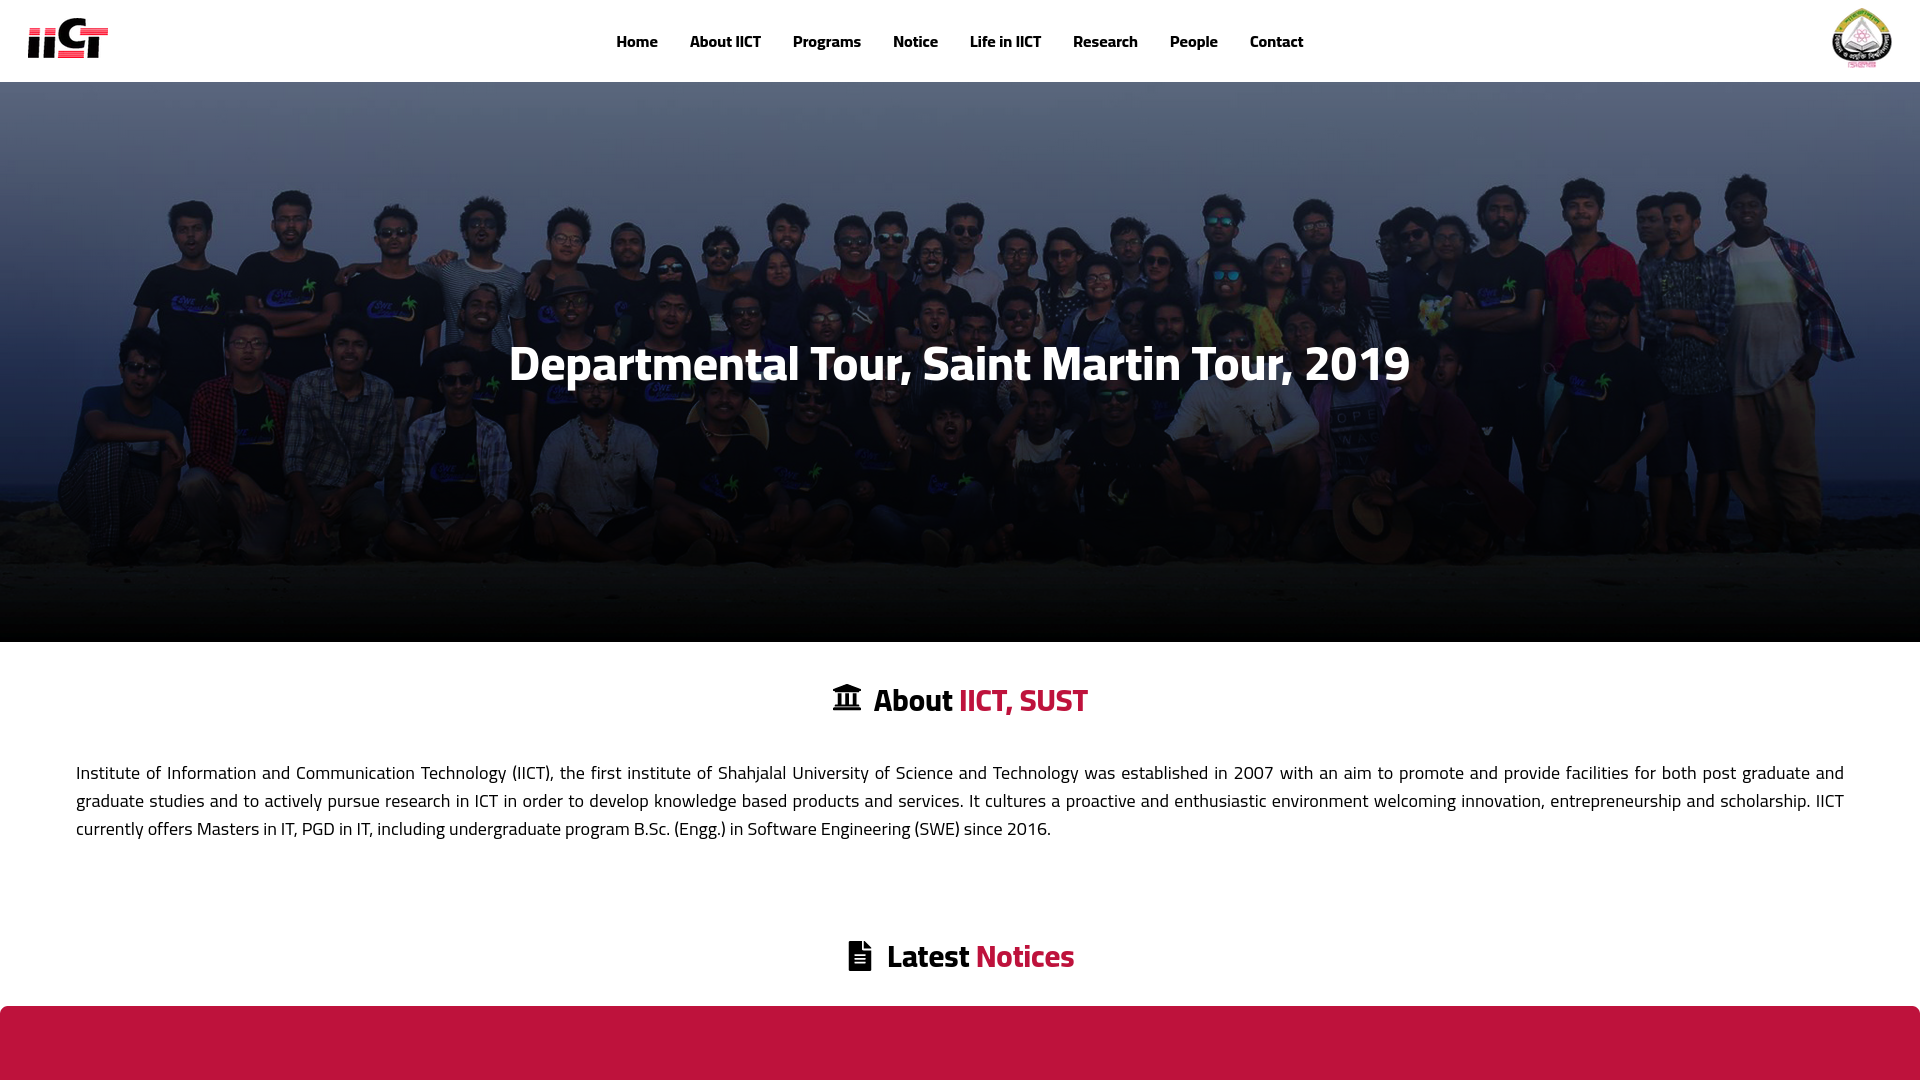 iiCT
Home
About IICT
Programs
Notice
Life in IICT
Research
People
Contact
Departmental Tour, Saint Martin Tour, 2019
About IICT, SUST
Institute of Information and Communication Technology (IICT), the first institute of Shahjalal University of Science and Technology was established in 2007 with an aim to promote and provide facilities for both post graduate and
graduate studies and to actively pursue research in ICT in order to develop knowledge based products and services. It cultures a proactive and enthusiastic environment welcoming innovation, entrepreneurship and scholarship. IICT
currently offers Masters in IT, PGD in IT, including undergraduate program B.Sc. (Engg.) in Software Engineering (SWE) since 2016.
Latest Notices